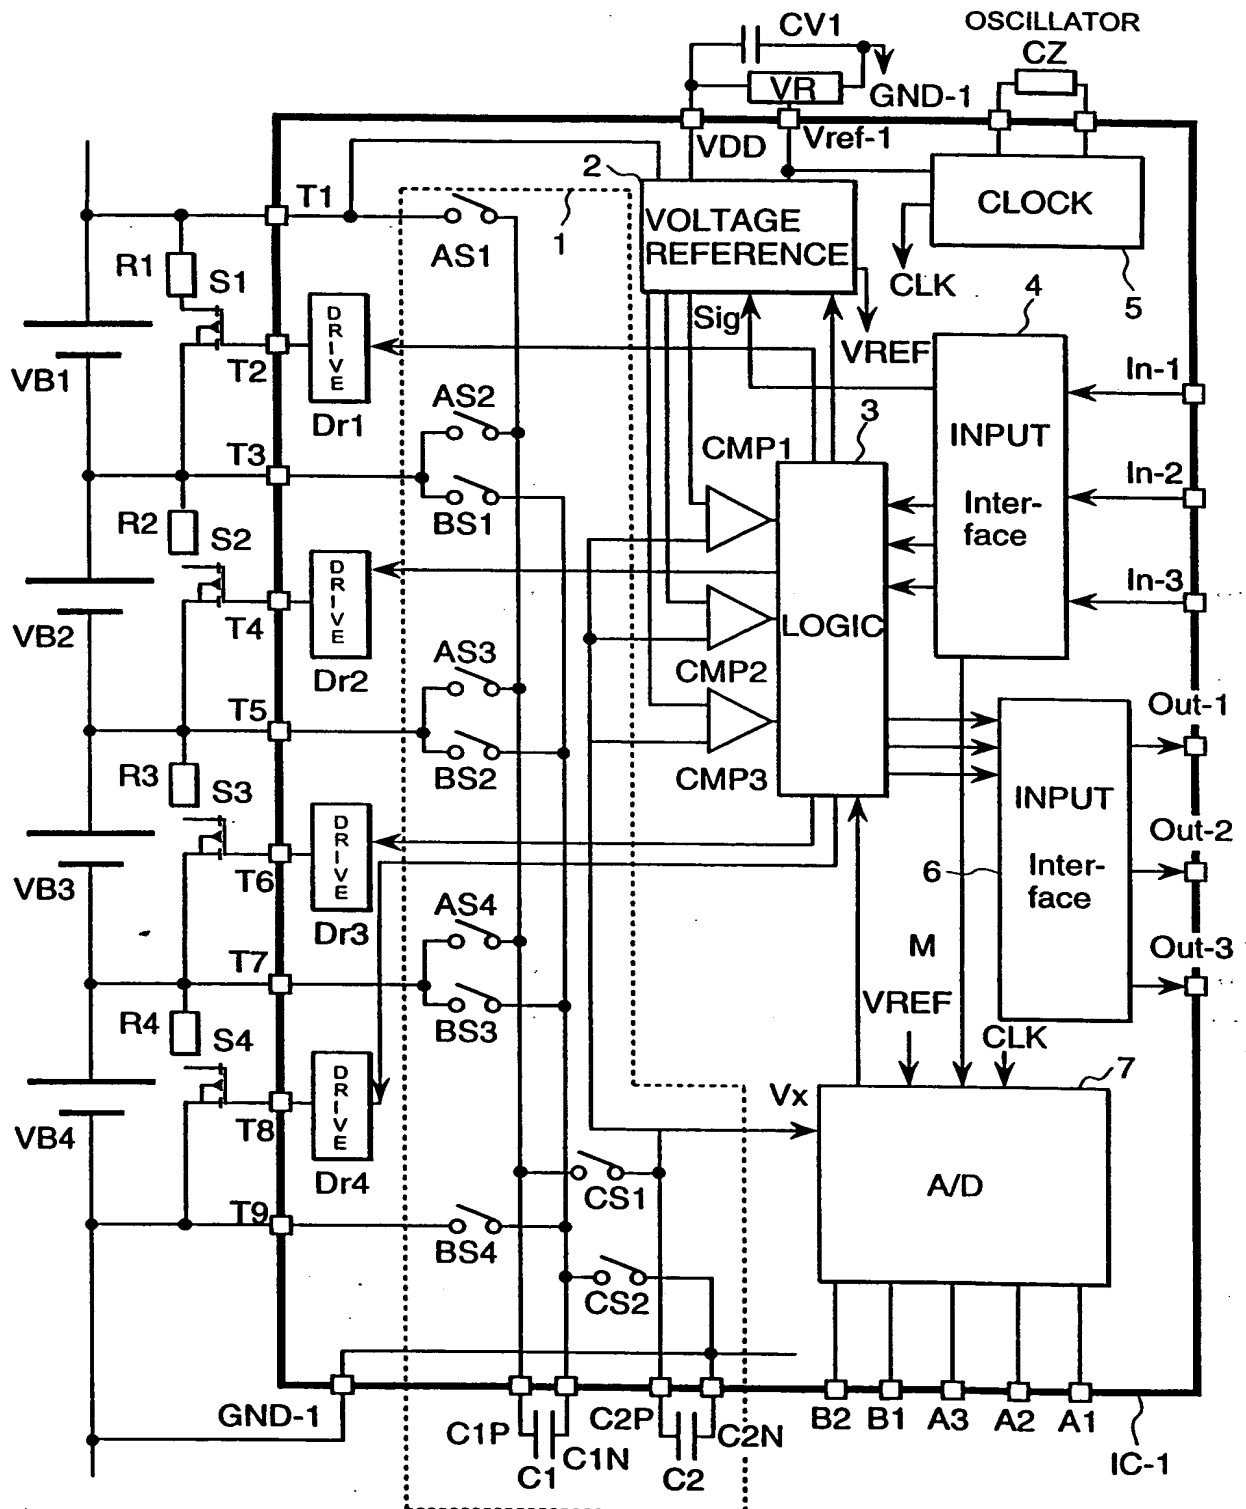 OSCILLATOR
CV1
CZ
VR
GND-1
VDD
Vref-1
T1
2
1
AS1
VOLTAGE
REFERENCE
CLOCK
CLK
5
R1
S1
DRIVE
Sig
VREF
4
VB1
T2
Dr1
AS2
3
In-1
CMP1
INPUT
Inter-
face
T3
BS1
In-2
R2
S2
DRIVE
In-3
VB2
T4
Dr2
AS3
CMP2
LOGIC
T5
BS2
CMP3
Out-1
R3
S3
DRIVE
INPUT
Inter-
face
Out-2
VB3
T6
Dr3
AS4
6
M
Out-3
T7
BS3
VREF
CLK
R4
S4
DRIVE
7
VB4
T8
Dr4
Vx
A/D
CS1
T9
BS4
CS2
GND-1
C1P
C1N
C1
C2P
C2N
C2
B2
B1
A3
A2
A1
IC-1